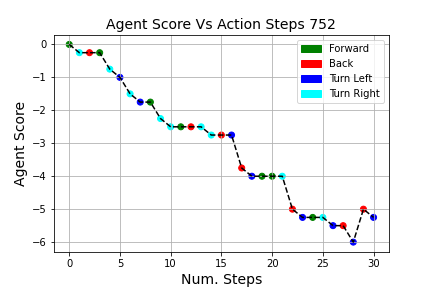 Agent Score Vs Action Steps 752
Forward
Back
Turn Left
Turn Right
Agent Score
0
−1
−2
−3
−4
−5
−6
0 5 10 15 20 25 30
Num. Steps